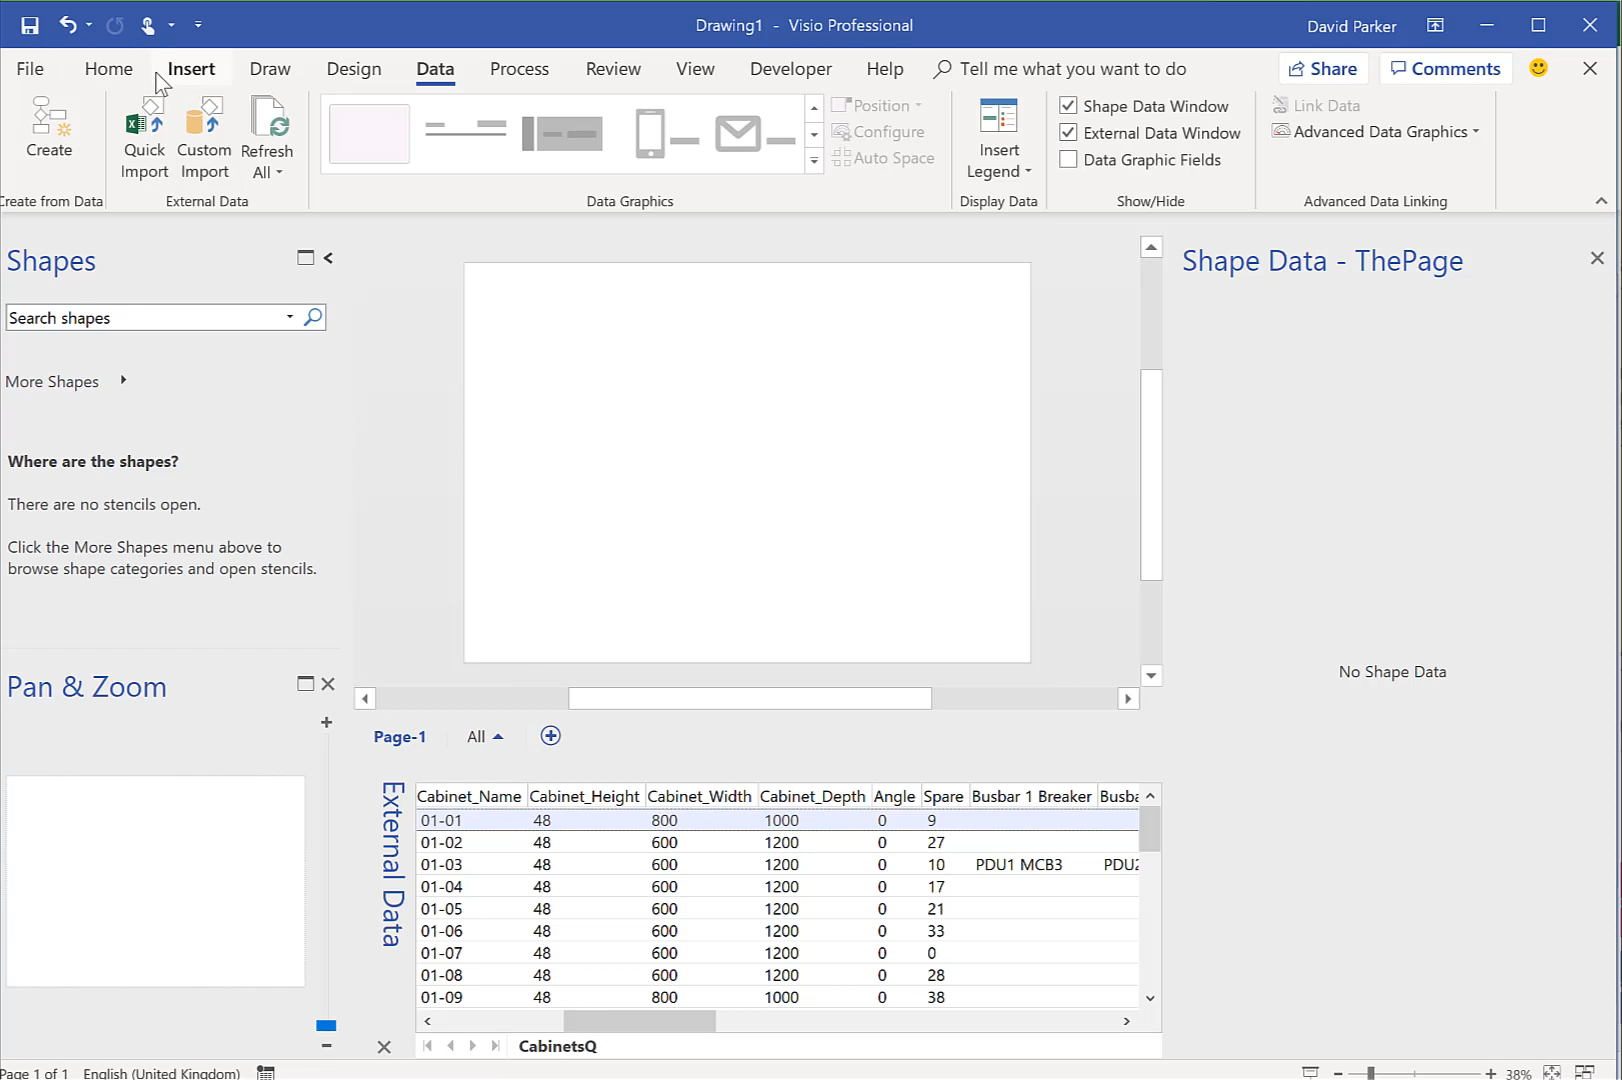 Drawing1 - Visio Professional
David Parker
File Home Insert Draw Design Data Process Review View Developer Help Tell me what you want to do Share Comments
Create
Quick Import
Custom Import
Refresh All
Position
Configure
Auto Space
Insert Legend
Shape Data Window
External Data Window
Data Graphic Fields
Link Data
Advanced Data Graphics
Create from Data External Data Data Graphics Display Data Show/Hide Advanced Data Linking
Shapes
Search shapes
More Shapes
Where are the shapes?
There are no stencils open.
Click the More Shapes menu above to
browse shape categories and open stencils.
Pan & Zoom
Shape Data - ThePage
No Shape Data
Page-1 All
External Data
Cabinet_Name Cabinet_Height Cabinet_Width Cabinet_Depth Angle Spare Busbar 1 Breaker Busba
01-01 48 800 1000 0 9
01-02 48 600 1200 0 27
01-03 48 600 1200 0 10 PDU1 MCB3 PDU2
01-04 48 600 1200 0 17
01-05 48 600 1200 0 21
01-06 48 600 1200 0 33
01-07 48 600 1200 0 0
01-08 48 600 1200 0 28
01-09 48 800 1000 0 38
CabinetsQ
Page 1 of 1 English (United Kingdom) 38%